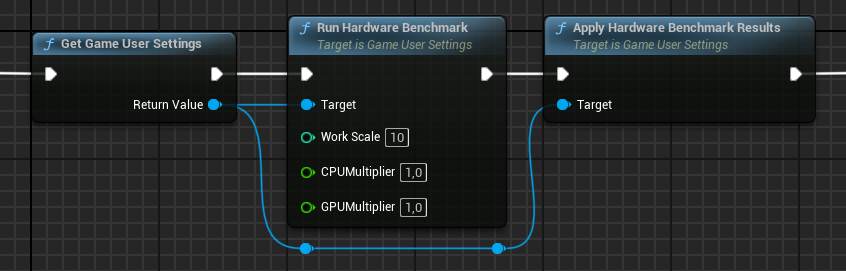 Get Game User Settings
Return Value
Run Hardware Benchmark
Target is Game User Settings
Target
Work Scale 10
CPUMultiplier 1,0
GPUMultiplier 1,0
Apply Hardware Benchmark Results
Target is Game User Settings
Target